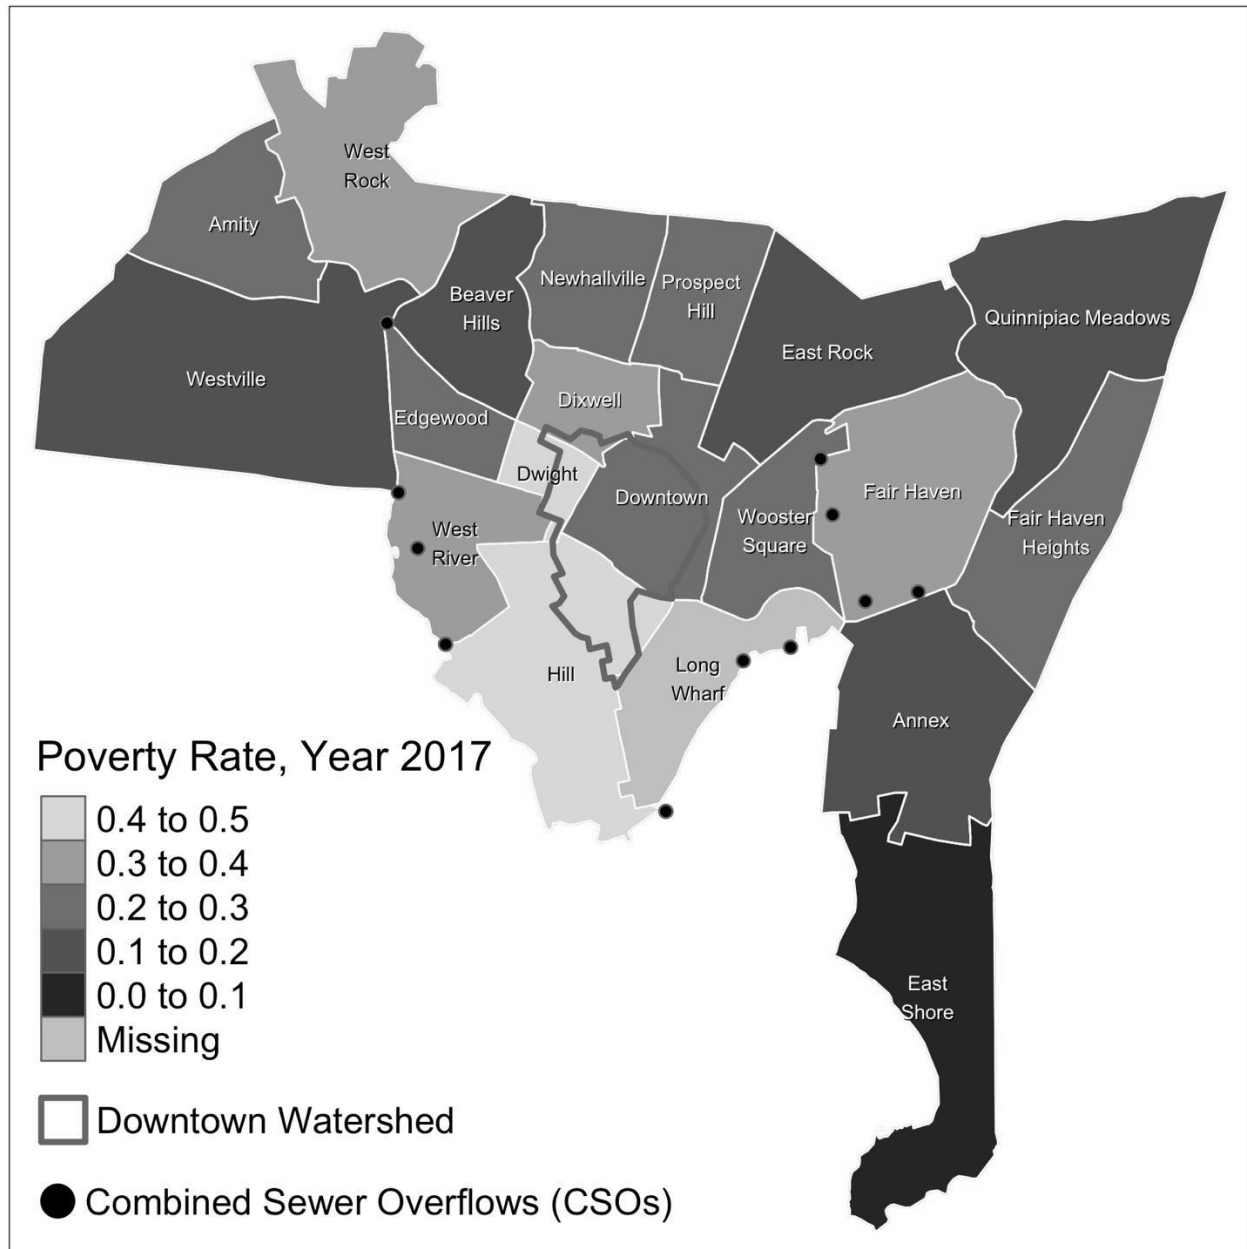 West
Rock
Amity
Newhallville
Prospect
Hill
Beaver
Hills
Quinnipiac Meadows
East Rock
Westville
Dixwell
Edgewood
Dwight
Downtown
Fair Haven
Wooster
Square
Fair Haven
Heights
West
River
Hill
Long
Wharf
Annex
East
Shore
Poverty Rate, Year 2017
0.4 to 0.5
0.3 to 0.4
0.2 to 0.3
0.1 to 0.2
0.0 to 0.1
Missing
Downtown Watershed
Combined Sewer Overflows (CSOs)